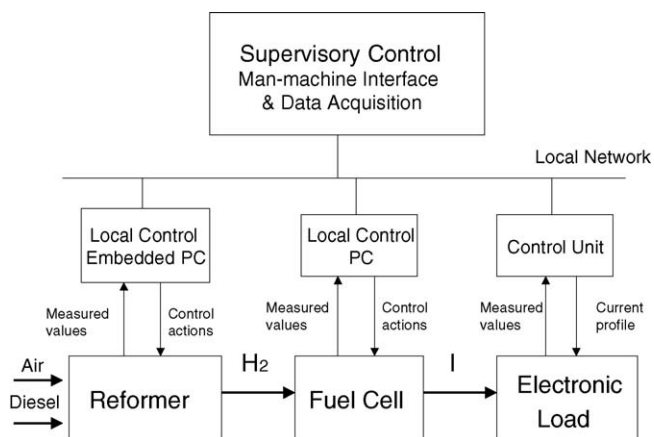 Supervisory Control
Man-machine Interface
& Data Acquisition
Local Network
Local Control
Embedded PC
Local Control
PC
Control Unit
Measured
values
Control
actions
Measured
values
Control
actions
Measured
values
Current
profile
Air
Diesel
Reformer
H2
Fuel Cell
I
Electronic
Load